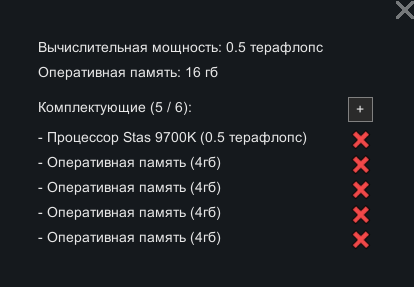 Вычислительная мощность: 0.5 терафлопс
Оперативная память: 16 гб
Комплектующие (5 / 6):
+
- Процессор Stas 9700K (0.5 терафлопс)
- Оперативная память (4гб)
- Оперативная память (4гб)
- Оперативная память (4гб)
- Оперативная память (4гб)